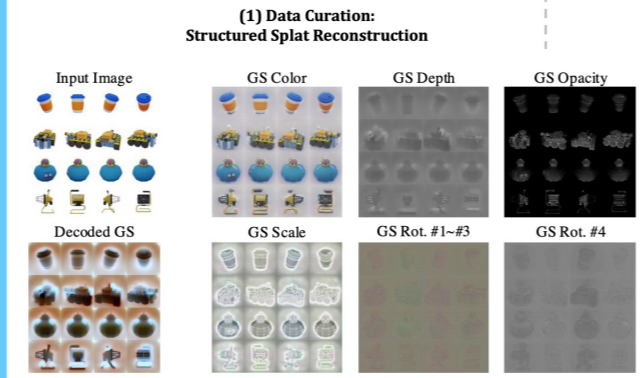 (1) Data Curation:
Structured Splat Reconstruction
Input Image
GS Color
GS Depth
GS Opacity
Decoded GS
GS Scale
GS Rot. #1~#3
GS Rot. #4